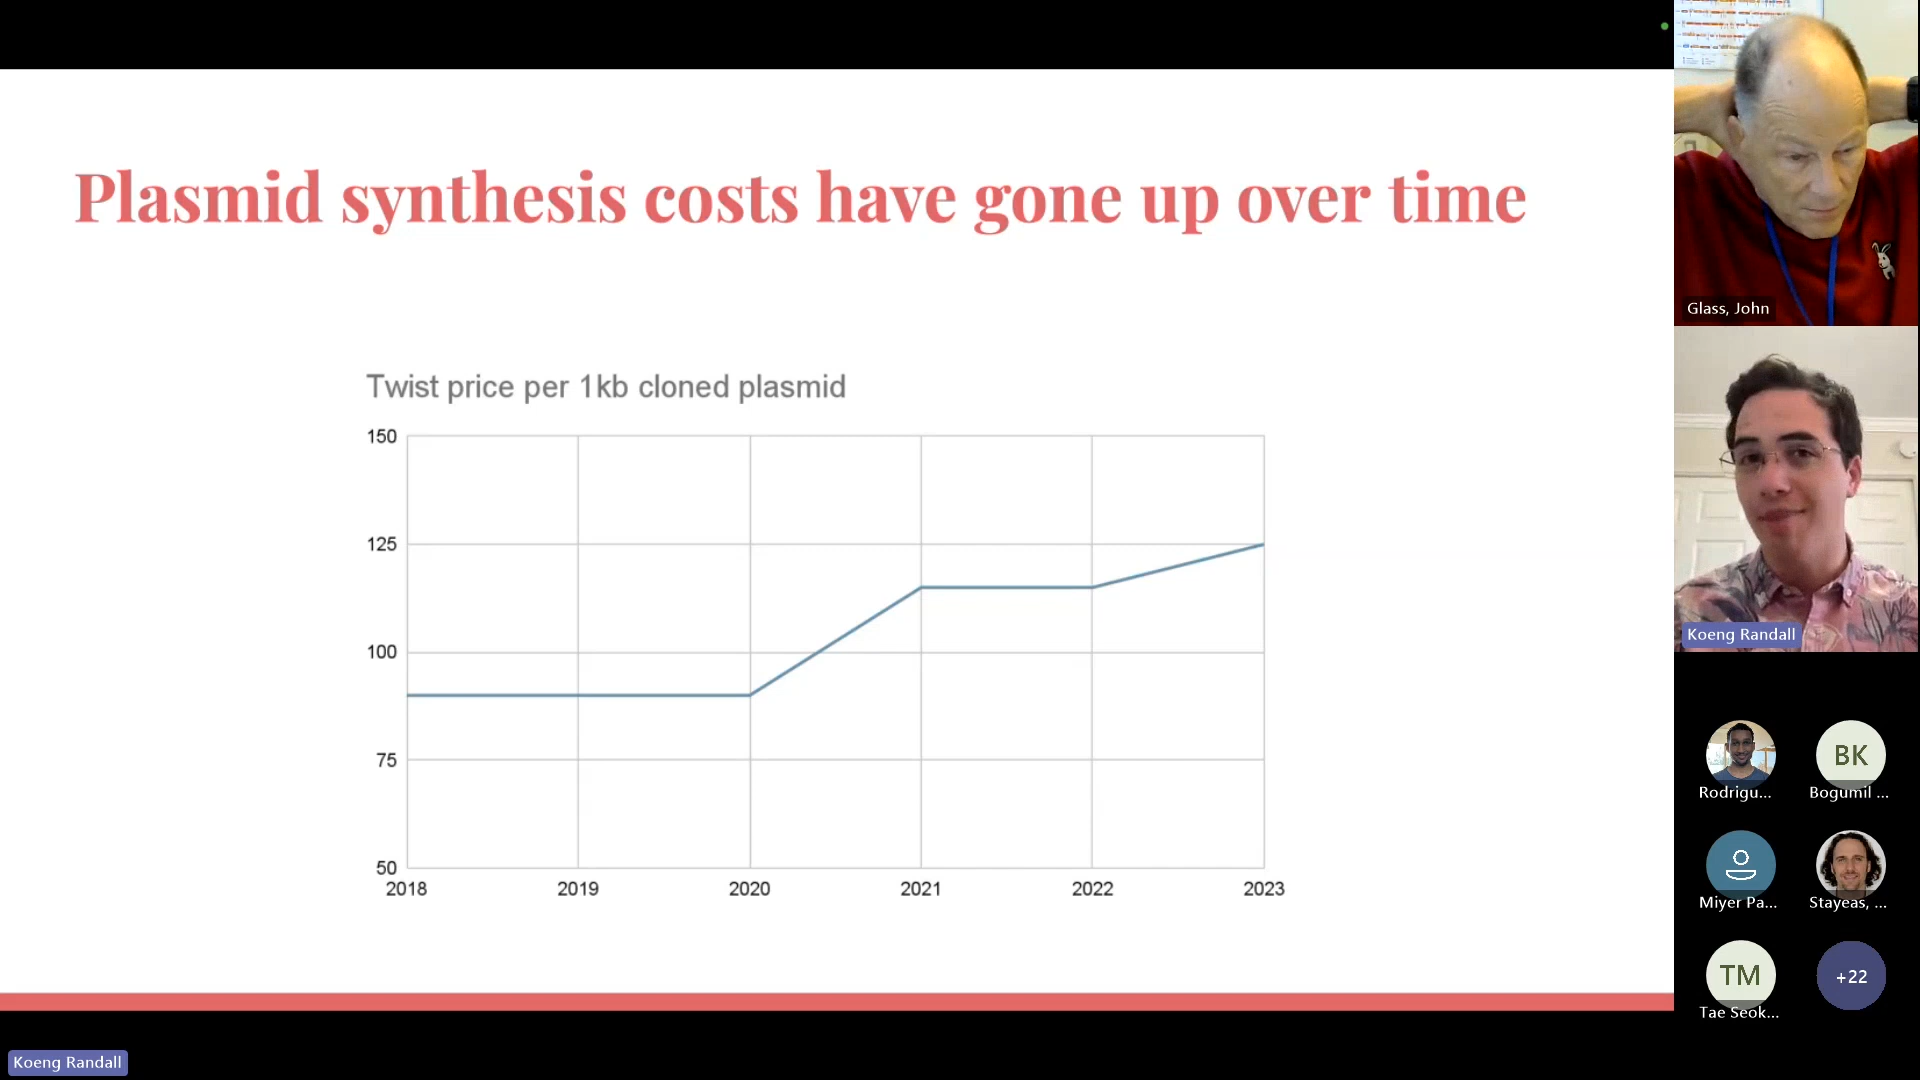 Plasmid synthesis costs have gone up over time
Twist price per 1kb cloned plasmid
150
125
100
75
50
2018 2019 2020 2021 2022 2023
Glass, John
Koeng Randall
Rodrigu...
BK
Bogumil ...
Miyer Pa...
Stayeas, ...
TM
Tae Seok...
+22
Koeng Randall